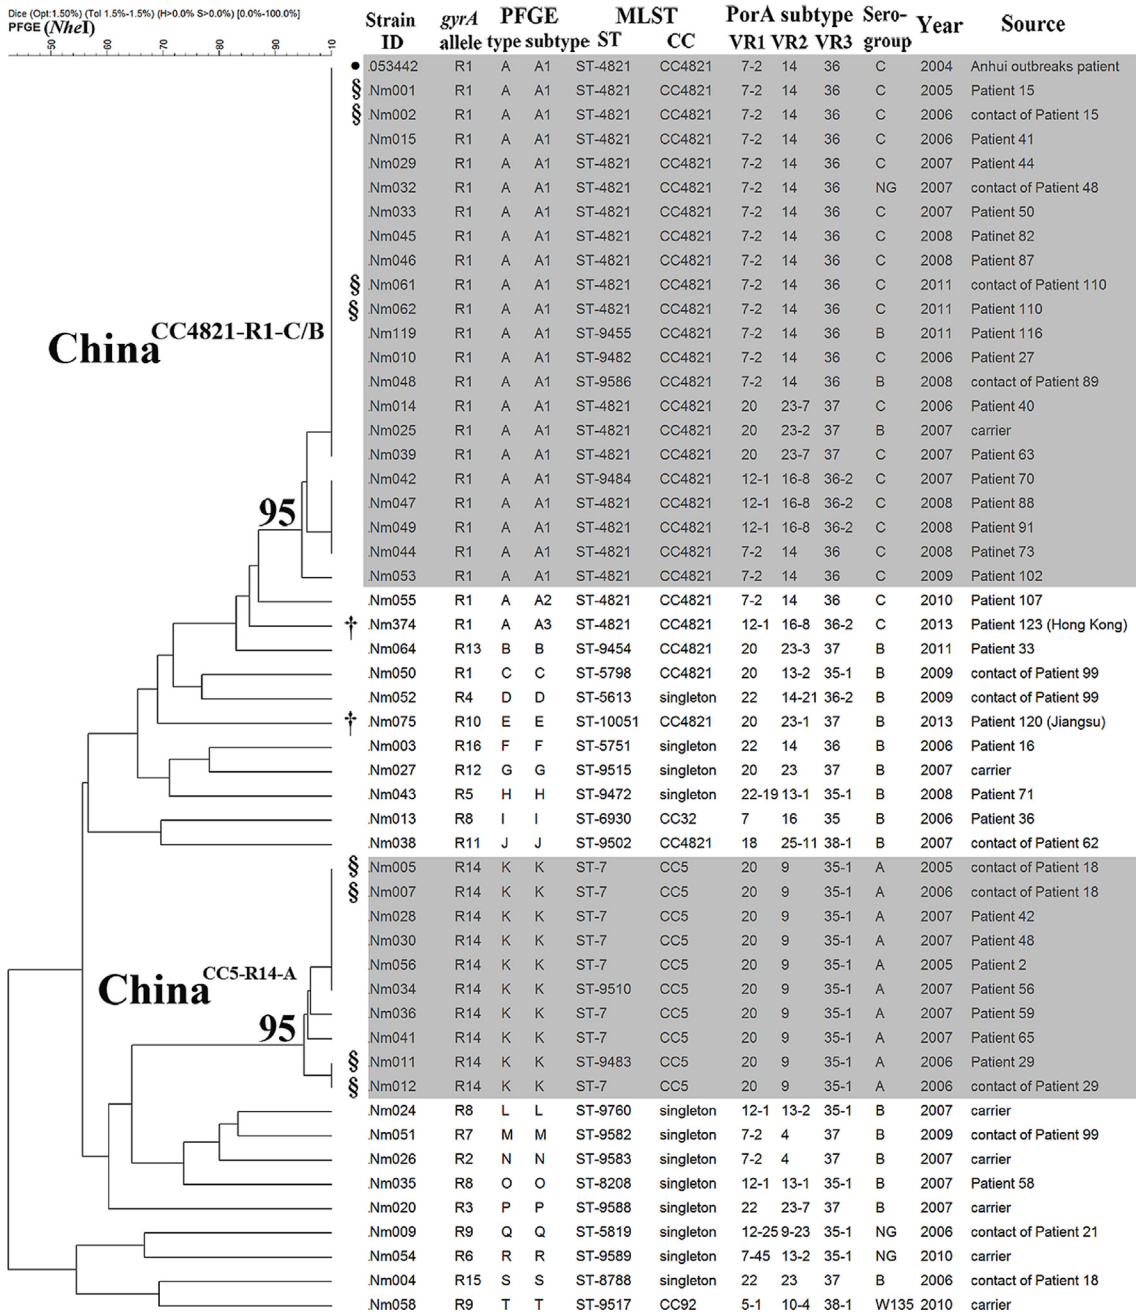 Dice (Opt:1.50%) (Tol 1.5%-1.5%) (H>0.0% S>0.0%) [0.0%-100.0%]
PFGE (NheI)
50 60 70 80 90 10
Strain ID gyrA allele PFGE type subtype MLST ST CC PorA subtype VR1 VR2 VR3 Sero-group Year Source
● .053442 R1 A A1 ST-4821 CC4821 7-2 14 36 C 2004 Anhui outbreaks patient
§ .Nm001 R1 A A1 ST-4821 CC4821 7-2 14 36 C 2005 Patient 15
§ .Nm002 R1 A A1 ST-4821 CC4821 7-2 14 36 C 2006 contact of Patient 15
.Nm015 R1 A A1 ST-4821 CC4821 7-2 14 36 C 2006 Patient 41
.Nm029 R1 A A1 ST-4821 CC4821 7-2 14 36 C 2007 Patient 44
.Nm032 R1 A A1 ST-4821 CC4821 7-2 14 36 NG 2007 contact of Patient 48
.Nm033 R1 A A1 ST-4821 CC4821 7-2 14 36 C 2007 Patient 50
.Nm045 R1 A A1 ST-4821 CC4821 7-2 14 36 C 2008 Patinet 82
.Nm046 R1 A A1 ST-4821 CC4821 7-2 14 36 C 2008 Patient 87
§ .Nm061 R1 A A1 ST-4821 CC4821 7-2 14 36 C 2011 contact of Patient 110
§ .Nm062 R1 A A1 ST-4821 CC4821 7-2 14 36 C 2011 Patient 110
.Nm119 R1 A A1 ST-9455 CC4821 7-2 14 36 B 2011 Patient 116
China CC4821-R1-C/B
.Nm010 R1 A A1 ST-9482 CC4821 7-2 14 36 C 2006 Patient 27
.Nm048 R1 A A1 ST-9586 CC4821 7-2 14 36 B 2008 contact of Patient 89
.Nm014 R1 A A1 ST-4821 CC4821 20 23-7 37 C 2006 Patient 40
.Nm025 R1 A A1 ST-4821 CC4821 20 23-2 37 B 2007 carrier
.Nm039 R1 A A1 ST-4821 CC4821 20 23-7 37 C 2007 Patient 63
.Nm042 R1 A A1 ST-9484 CC4821 12-1 16-8 36-2 C 2007 Patient 70
.Nm047 R1 A A1 ST-4821 CC4821 12-1 16-8 36-2 C 2008 Patient 88
95
.Nm049 R1 A A1 ST-4821 CC4821 12-1 16-8 36-2 C 2008 Patient 91
.Nm044 R1 A A1 ST-4821 CC4821 7-2 14 36 C 2008 Patinet 73
.Nm053 R1 A A1 ST-4821 CC4821 7-2 14 36 C 2009 Patient 102
.Nm055 R1 A A2 ST-4821 CC4821 7-2 14 36 C 2010 Patient 107
† .Nm374 R1 A A3 ST-4821 CC4821 12-1 16-8 36-2 C 2013 Patient 123 (Hong Kong)
.Nm064 R13 B B ST-9454 CC4821 20 23-3 37 B 2011 Patient 33
.Nm050 R1 C C ST-5798 CC4821 20 13-2 35-1 B 2009 contact of Patient 99
.Nm052 R4 D D ST-5613 singleton 22 14-21 36-2 B 2009 contact of Patient 99
† .Nm075 R10 E E ST-10051 CC4821 20 23-1 37 B 2013 Patient 120 (Jiangsu)
.Nm003 R16 F F ST-5751 singleton 22 14 36 B 2006 Patient 16
.Nm027 R12 G G ST-9515 singleton 20 23 37 B 2007 carrier
.Nm043 R5 H H ST-9472 singleton 22-19 13-1 35-1 B 2008 Patient 71
.Nm013 R8 I I ST-6930 CC32 7 16 35 B 2006 Patient 36
.Nm038 R11 J J ST-9502 CC4821 18 25-11 38-1 B 2007 contact of Patient 62
§ .Nm005 R14 K K ST-7 CC5 20 9 35-1 A 2005 contact of Patient 18
§ .Nm007 R14 K K ST-7 CC5 20 9 35-1 A 2006 contact of Patient 18
.Nm028 R14 K K ST-7 CC5 20 9 35-1 A 2007 Patient 42
.Nm030 R14 K K ST-7 CC5 20 9 35-1 A 2007 Patient 48
.Nm056 R14 K K ST-7 CC5 20 9 35-1 A 2005 Patient 2
China CC5-R14-A
.Nm034 R14 K K ST-9510 CC5 20 9 35-1 A 2007 Patient 56
.Nm036 R14 K K ST-7 CC5 20 9 35-1 A 2007 Patient 59
95
.Nm041 R14 K K ST-7 CC5 20 9 35-1 A 2007 Patient 65
§ .Nm011 R14 K K ST-9483 CC5 20 9 35-1 A 2006 Patient 29
§ .Nm012 R14 K K ST-7 CC5 20 9 35-1 A 2006 contact of Patient 29
.Nm024 R8 L L ST-9760 singleton 12-1 13-2 35-1 B 2007 carrier
.Nm051 R7 M M ST-9582 singleton 7-2 4 37 B 2009 contact of Patient 99
.Nm026 R2 N N ST-9583 singleton 7-2 4 37 B 2007 carrier
.Nm035 R8 O O ST-8208 singleton 12-1 13-1 35-1 B 2007 Patient 58
.Nm020 R3 P P ST-9588 singleton 22 23-7 37 B 2007 carrier
.Nm009 R9 Q Q ST-5819 singleton 12-25 9-23 35-1 NG 2006 contact of Patient 21
.Nm054 R6 R R ST-9589 singleton 7-45 13-2 35-1 NG 2010 carrier
.Nm004 R15 S S ST-8788 singleton 22 23 37 B 2006 contact of Patient 18
.Nm058 R9 T T ST-9517 CC92 5-1 10-4 38-1 W135 2010 carrier